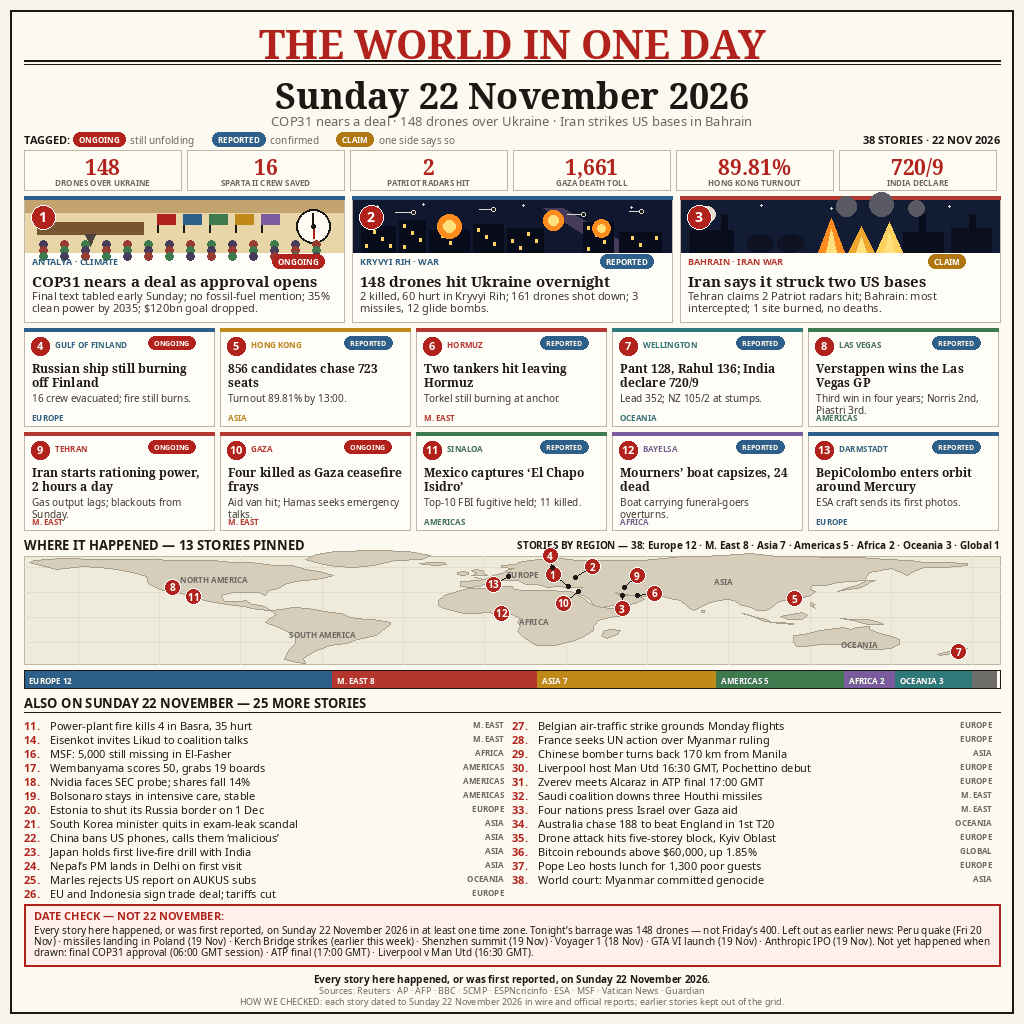 THE WORLD IN ONE DAY
Sunday 22 November 2026
COP31 nears a deal · 148 drones over Ukraine · Iran strikes US bases in Bahrain
TAGGED: ONGOING still unfolding REPORTED confirmed CLAIM one side says so
38 STORIES · 22 NOV 2026
148
DRONES OVER UKRAINE
16
SPARTA II CREW SAVED
2
PATRIOT RADARS HIT
1,661
GAZA DEATH TOLL
89.81%
HONG KONG TURNOUT
720/9
INDIA DECLARE
1
ANTALYA · CLIMATE
ONGOING
COP31 nears a deal as approval opens
Final text tabled early Sunday; no fossil-fuel mention; 35%
clean power by 2035; $120bn goal dropped.
2
KRYVYI RIH · WAR
REPORTED
148 drones hit Ukraine overnight
2 killed, 60 hurt in Kryvyi Rih; 161 drones shot down; 3
missiles, 12 glide bombs.
3
BAHRAIN · IRAN WAR
CLAIM
Iran says it struck two US bases
Tehran claims 2 Patriot radars hit; Bahrain: most
intercepted; 1 site burned, no deaths.
4 GULF OF FINLAND ONGOING
Russian ship still burning
off Finland
16 crew evacuated; fire still burns.
EUROPE
5 HONG KONG REPORTED
856 candidates chase 723
seats
Turnout 89.81% by 13:00.
ASIA
6 HORMUZ REPORTED
Two tankers hit leaving
Hormuz
Torkel still burning at anchor.
M. EAST
7 WELLINGTON REPORTED
Pant 128, Rahul 136; India
declare 720/9
Lead 352; NZ 105/2 at stumps.
OCEANIA
8 LAS VEGAS REPORTED
Verstappen wins the Las
Vegas GP
Third win in four years; Norris 2nd,
Piastri 3rd.
AMERICAS
9 TEHRAN ONGOING
Iran starts rationing power,
2 hours a day
Gas output lags; blackouts from
Sunday.
M. EAST
10 GAZA ONGOING
Four killed as Gaza ceasefire
frays
Aid van hit; Hamas seeks emergency
talks.
M. EAST
11 SINALOA REPORTED
Mexico captures ‘El Chapo
Isidro’
Top-10 FBI fugitive held; 11 killed.
AMERICAS
12 BAYELSA REPORTED
Mourners’ boat capsizes, 24
dead
Boat carrying funeral-goers
overturns.
AFRICA
13 DARMSTADT REPORTED
BepiColombo enters orbit
around Mercury
ESA craft sends its first photos.
EUROPE
WHERE IT HAPPENED — 13 STORIES PINNED
STORIES BY REGION — 38: Europe 12 · M. East 8 · Asia 7 · Americas 5 · Africa 2 · Oceania 3 · Global 1
4
2
EUROPE
1
9
ASIA
NORTH AMERICA
8
13
11
6
5
10
3
12
AFRICA
SOUTH AMERICA
OCEANIA
7
EUROPE 12 M. EAST 8 ASIA 7 AMERICAS 5 AFRICA 2 OCEANIA 3
ALSO ON SUNDAY 22 NOVEMBER — 25 MORE STORIES
11. Power-plant fire kills 4 in Basra, 35 hurt M. EAST
14. Eisenkot invites Likud to coalition talks M. EAST
16. MSF: 5,000 still missing in El-Fasher AFRICA
17. Wembanyama scores 50, grabs 19 boards AMERICAS
18. Nvidia faces SEC probe; shares fall 14% AMERICAS
19. Bolsonaro stays in intensive care, stable AMERICAS
20. Estonia to shut its Russia border on 1 Dec EUROPE
21. South Korea minister quits in exam-leak scandal ASIA
22. China bans US phones, calls them ‘malicious’ ASIA
23. Japan holds first live-fire drill with India ASIA
24. Nepal’s PM lands in Delhi on first visit ASIA
25. Marles rejects US report on AUKUS subs OCEANIA
26. EU and Indonesia sign trade deal; tariffs cut EUROPE
27. Belgian air-traffic strike grounds Monday flights EUROPE
28. France seeks UN action over Myanmar ruling EUROPE
29. Chinese bomber turns back 170 km from Manila ASIA
30. Liverpool host Man Utd 16:30 GMT, Pochettino debut EUROPE
31. Zverev meets Alcaraz in ATP final 17:00 GMT EUROPE
32. Saudi coalition downs three Houthi missiles M. EAST
33. Four nations press Israel over Gaza aid M. EAST
34. Australia chase 188 to beat England in 1st T20 OCEANIA
35. Drone attack hits five-storey block, Kyiv Oblast EUROPE
36. Bitcoin rebounds above $60,000, up 1.85% GLOBAL
37. Pope Leo hosts lunch for 1,300 poor guests EUROPE
38. World court: Myanmar committed genocide ASIA
DATE CHECK — NOT 22 NOVEMBER:
Every story here happened, or was first reported, on Sunday 22 November 2026 in at least one time zone. Tonight’s barrage was 148 drones — not Friday’s 400. Left out as earlier news: Peru quake (Fri 20
Nov) · missiles landing in Poland (19 Nov) · Kerch Bridge strikes (earlier this week) · Shenzhen summit (19 Nov) · Voyager 1 (18 Nov) · GTA VI launch (19 Nov) · Anthropic IPO (19 Nov). Not yet happened when
drawn: final COP31 approval (06:00 GMT session) · ATP final (17:00 GMT) · Liverpool v Man Utd (16:30 GMT).
Every story here happened, or was first reported, on Sunday 22 November 2026.
Sources: Reuters · AP · AFP · BBC · SCMP · ESPNcricinfo · ESA · MSF · Vatican News · Guardian
HOW WE CHECKED: each story dated to Sunday 22 November 2026 in wire and official reports; earlier stories kept out of the grid.